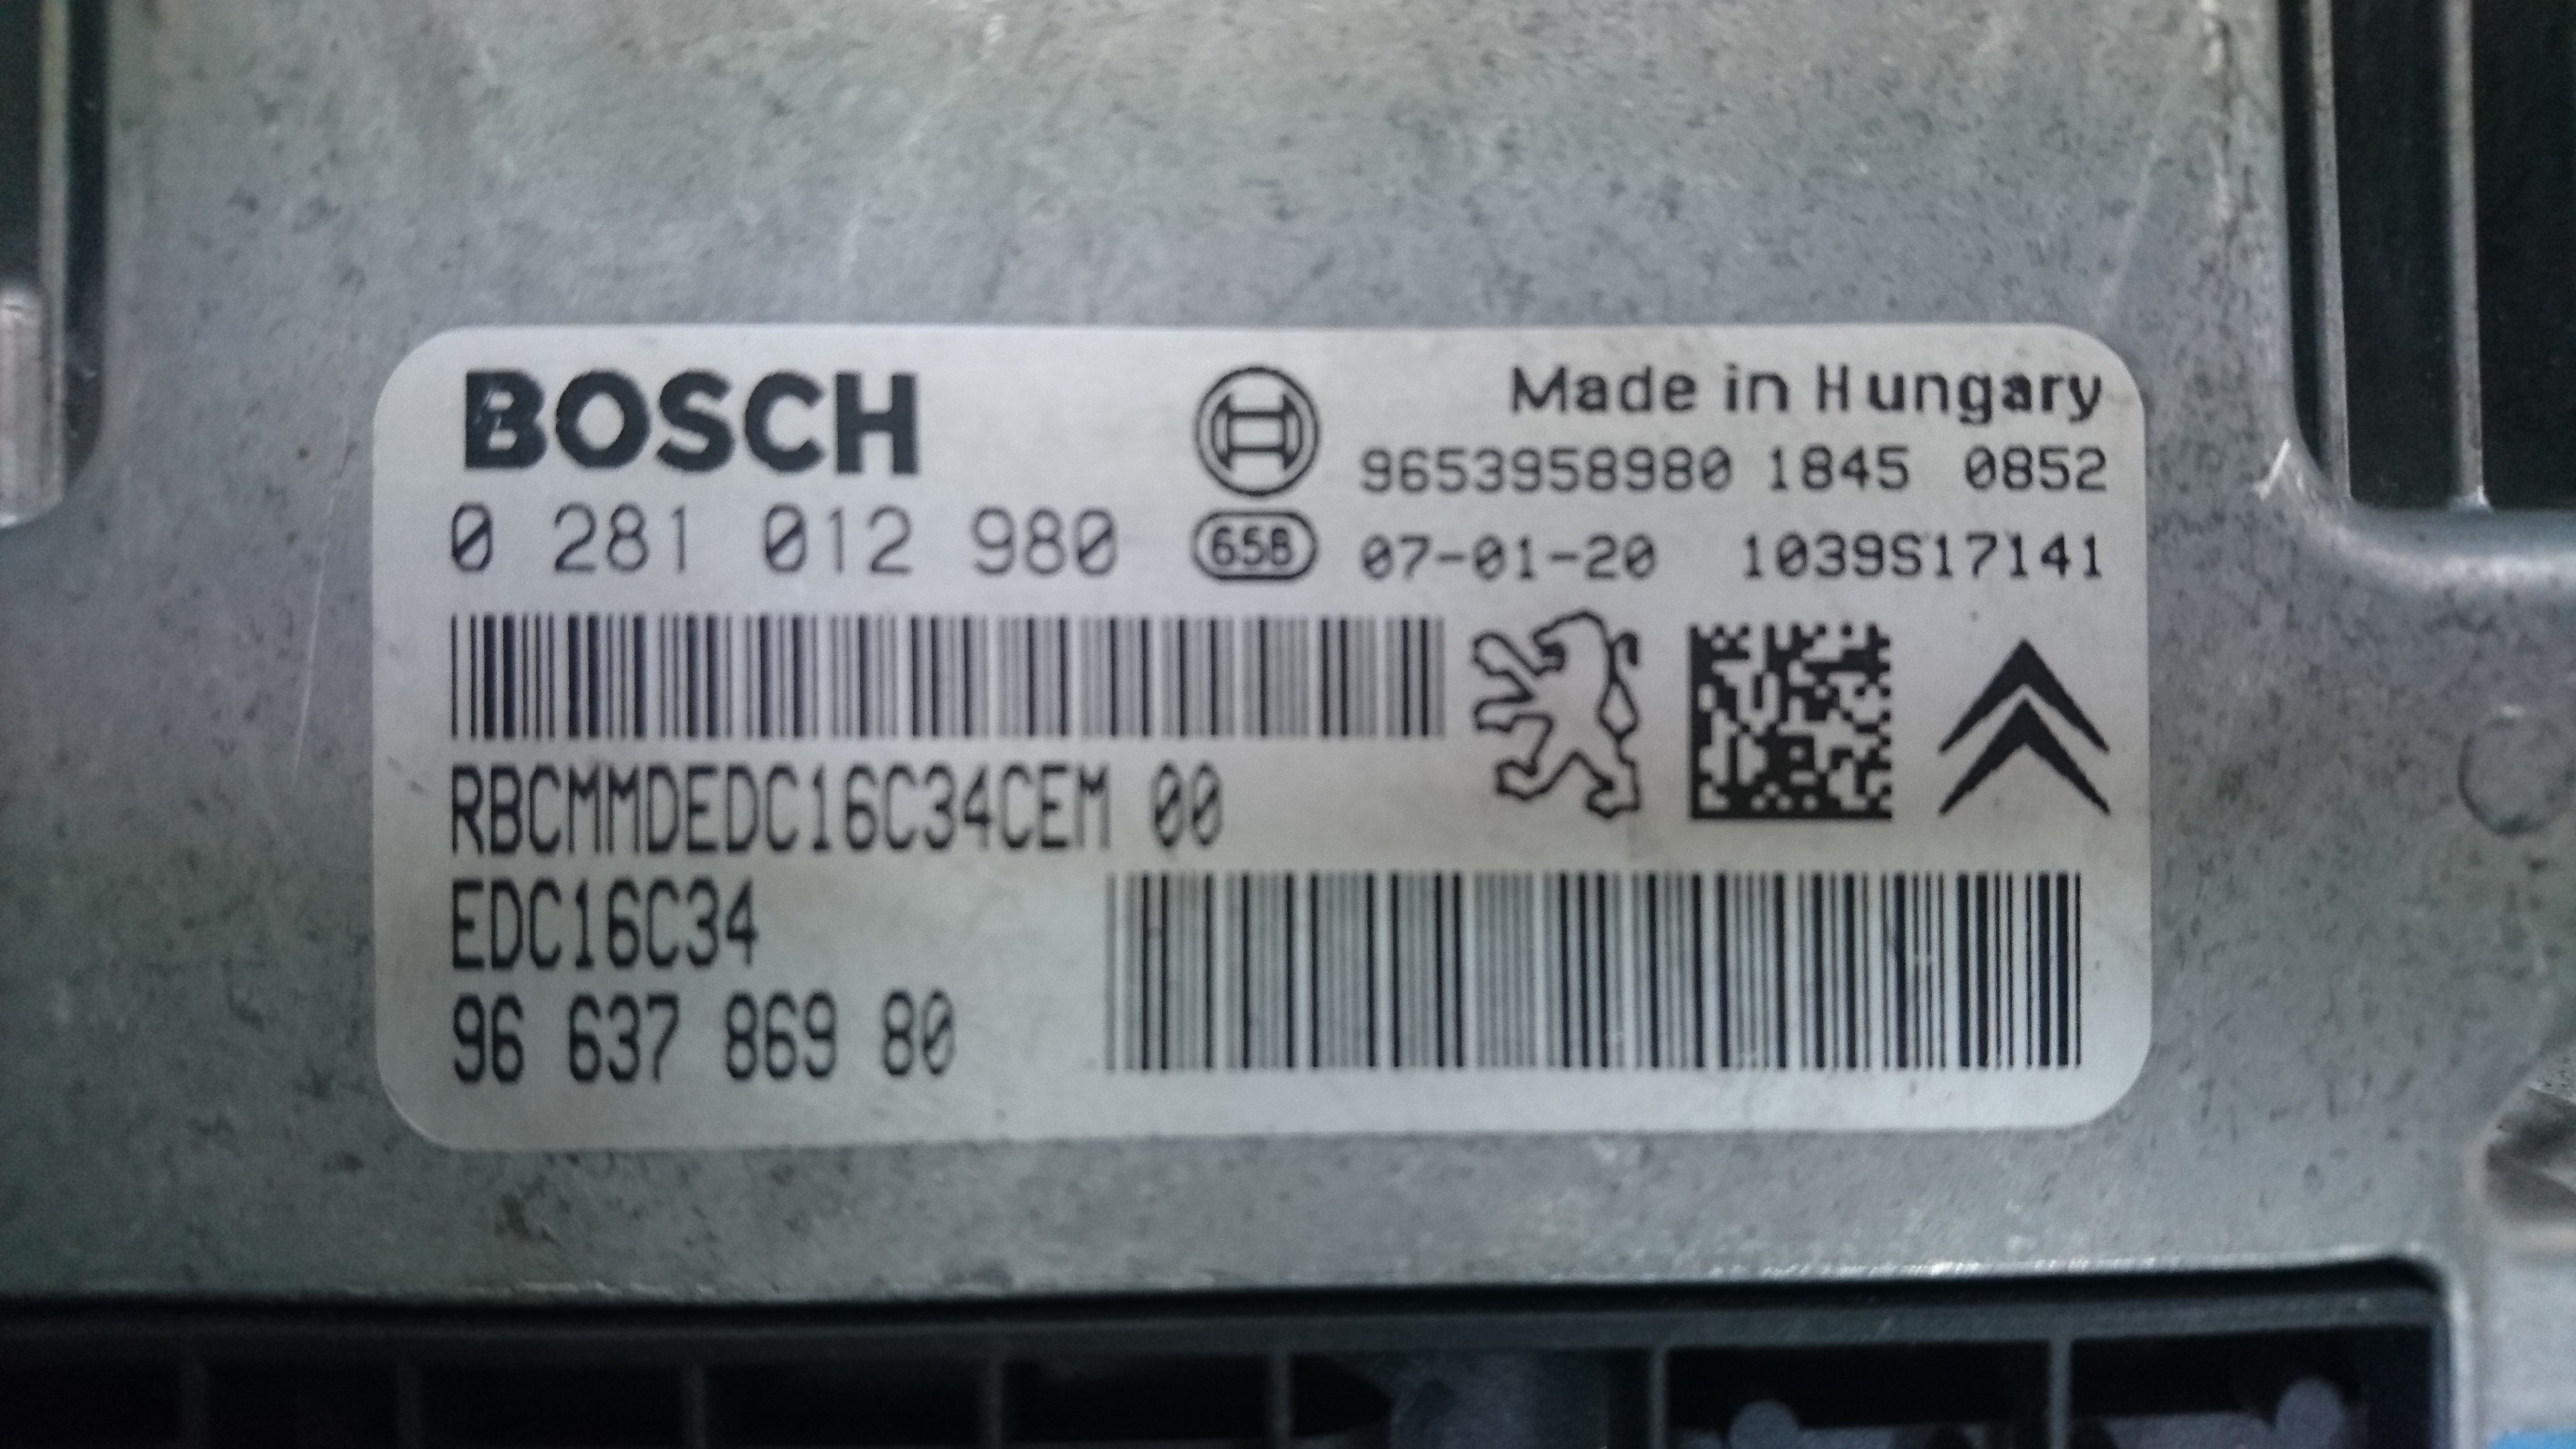 BOSCH
Made in Hungary
9653958980 1845 0852
0 281 012 980
658
07-01-20 1039S17141
RBCMMDEDC16C34CEM 00
EDC16C34
96 637 869 80